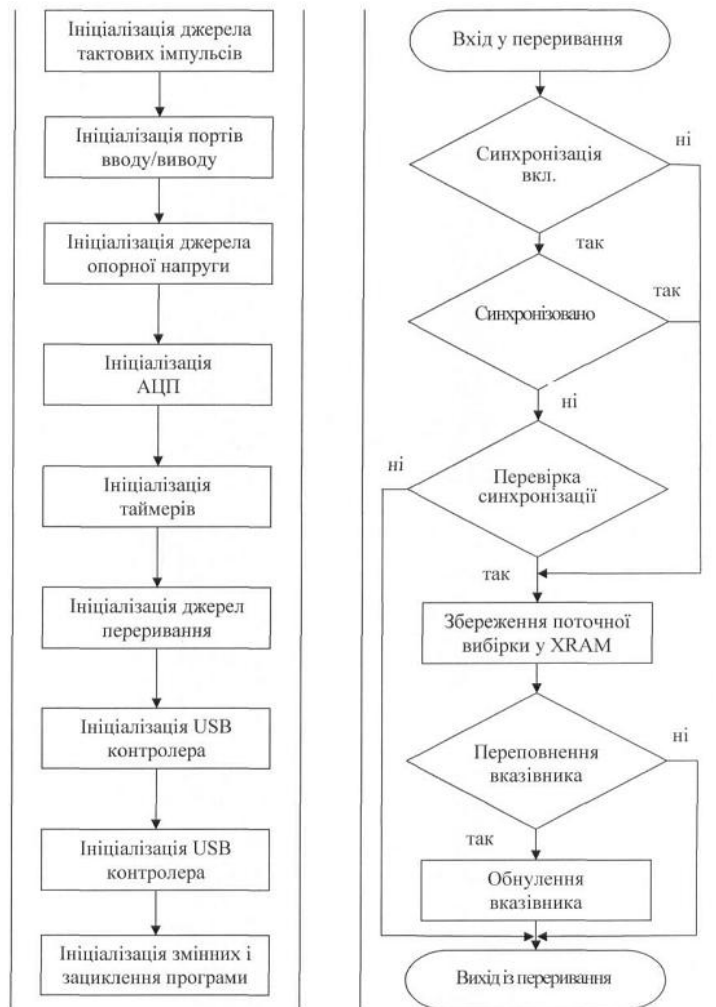 Ініціалізація джерела
тактових імпульсів
Ініціалізація портів
вводу/виводу
Ініціалізація джерела
опорної напруги
Ініціалізація
АЦП
Ініціалізація
таймерів
Ініціалізація джерел
переривання
Ініціалізація USB
контролера
Ініціалізація USB
контролера
Ініціалізація змінних і
зациклення програми
Вхід у переривання
Синхронізація
вкл.
ні
так
Синхронізовано
так
ні
Перевірка
синхронізації
ні
так
Збереження поточної
вибірки у XRAM
Переповнення
вказівника
ні
так
Обнулення
вказівника
Вихід із переривання